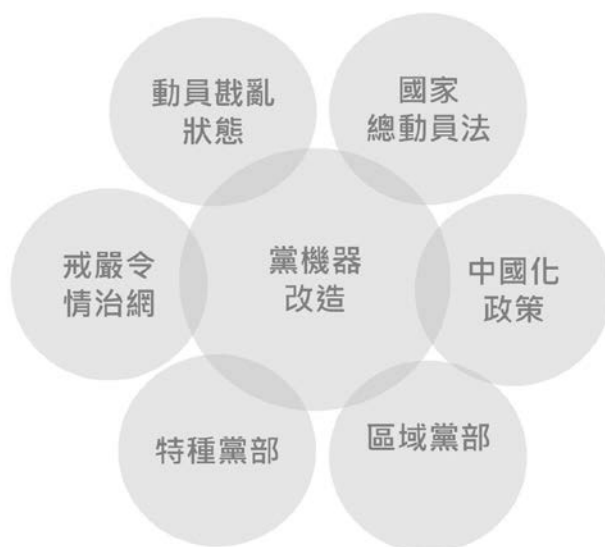 動員戡亂
狀態
國家
總動員法
戒嚴令
情治網
黨機器
改造
中國化
政策
特種黨部
區域黨部